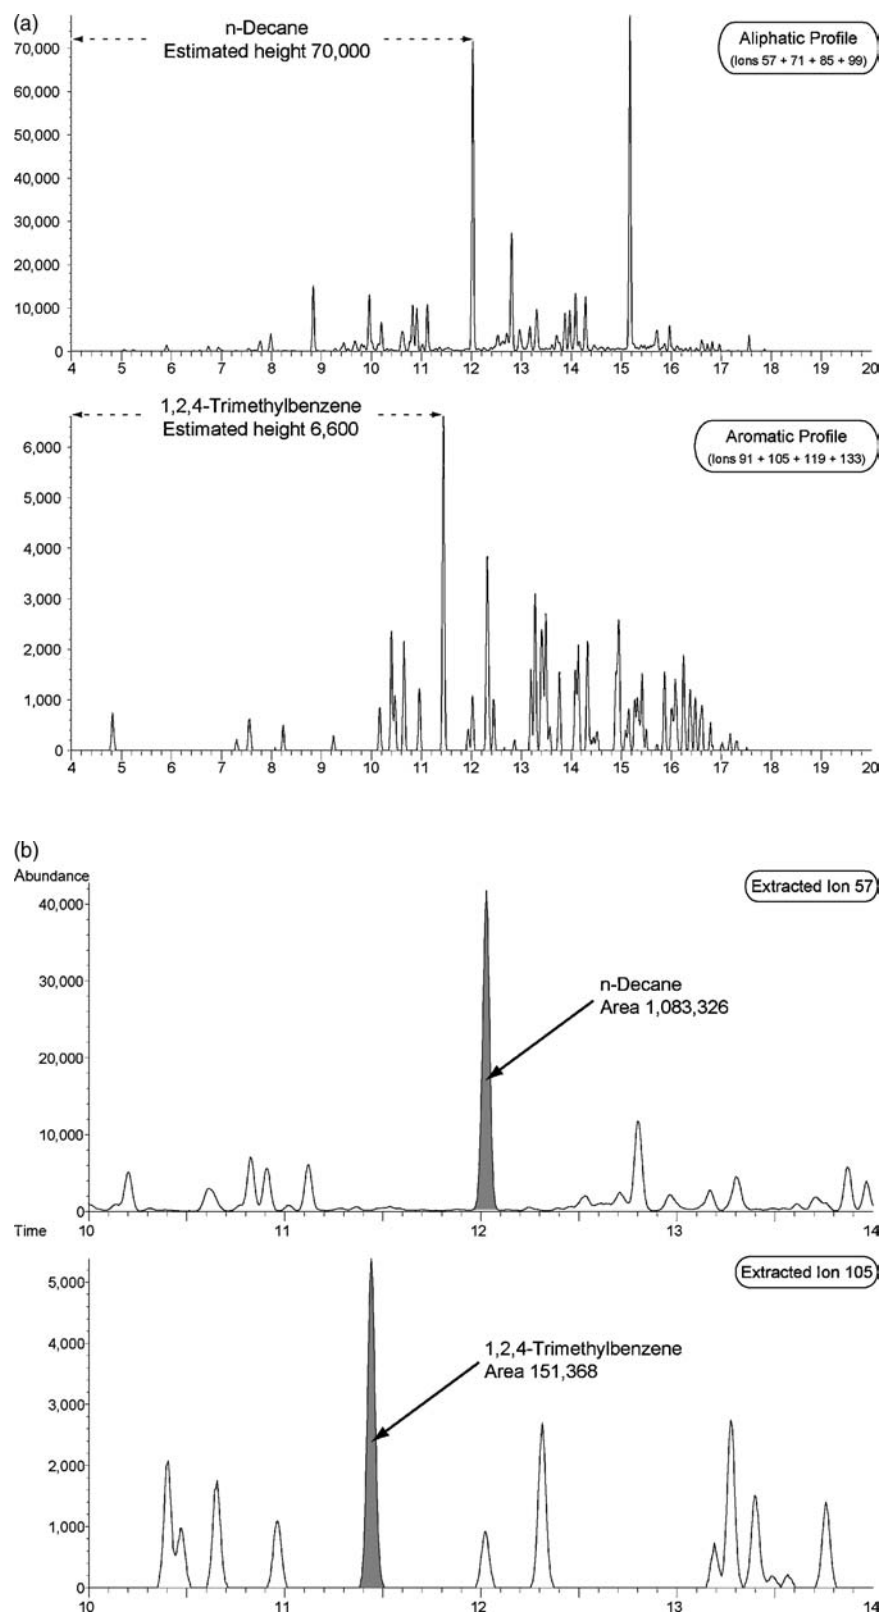 (a)
n-Decane
Estimated height 70,000
Aliphatic Profile
(Ions 57 + 71 + 85 + 99)
70,000
60,000
50,000
40,000
30,000
20,000
10,000
0
4 5 6 7 8 9 10 11 12 13 14 15 16 17 18 19 20
1,2,4-Trimethylbenzene
Estimated height 6,600
Aromatic Profile
(Ions 91 + 105 + 119 + 133)
6,000
5,000
4,000
3,000
2,000
1,000
0
4 5 6 7 8 9 10 11 12 13 14 15 16 17 18 19 20
(b)
Abundance
Extracted Ion 57
40,000
30,000
20,000
10,000
0
n-Decane
Area 1,083,326
10 11 12 13 14
Time
Extracted Ion 105
5,000
4,000
3,000
2,000
1,000
0
1,2,4-Trimethylbenzene
Area 151,368
10 11 12 13 14